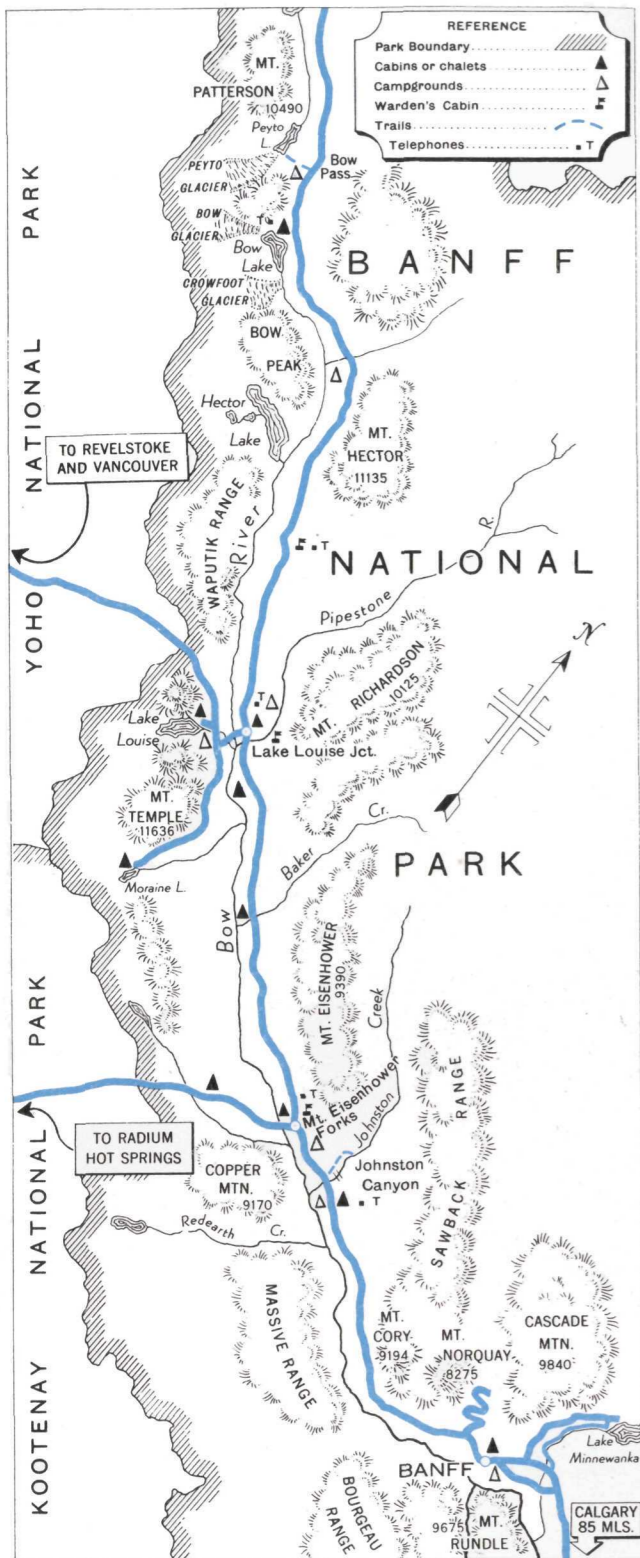 REFERENCE
Park Boundary
Cabins or chalets
Campgrounds
Warden's Cabin
Trails
Telephones T
MT.
PATTERSON
10490
Peyto
L.
Bow
Pass
PEYTO
GLACIER
BOW
GLACIER
T
Bow
Lake
CROWFOOT
GLACIER
BANFF
BOW
PEAK
Hector
Lake
MT.
HECTOR
11135
YOHO NATIONAL PARK
TO REVELSTOKE
AND VANCOUVER
WAPUTIK RANGE
River
T
NATIONAL
Pipestone R.
N
MT. RICHARDSON
10125
T
Lake
Louise
Lake Louise Jct.
MT.
TEMPLE
11636
Moraine L.
Baker Cr.
PARK
Bow
MT. EISENHOWER
9390
Johnston Creek
T
Mt. Eisenhower
Forks
SAWBACK RANGE
KOOTENAY NATIONAL PARK
TO RADIUM
HOT SPRINGS
COPPER
MTN.
9170
Johnston
Canyon
T
Redearth Cr.
MASSIVE RANGE
MT.
CORY
9194
MT.
NORQUAY
8275
CASCADE
MTN.
9840
Lake
Minnewanka
BANFF
BOURGEAU
RANGE
9675
MT.
RUNDLE
CALGARY
85 MLS.